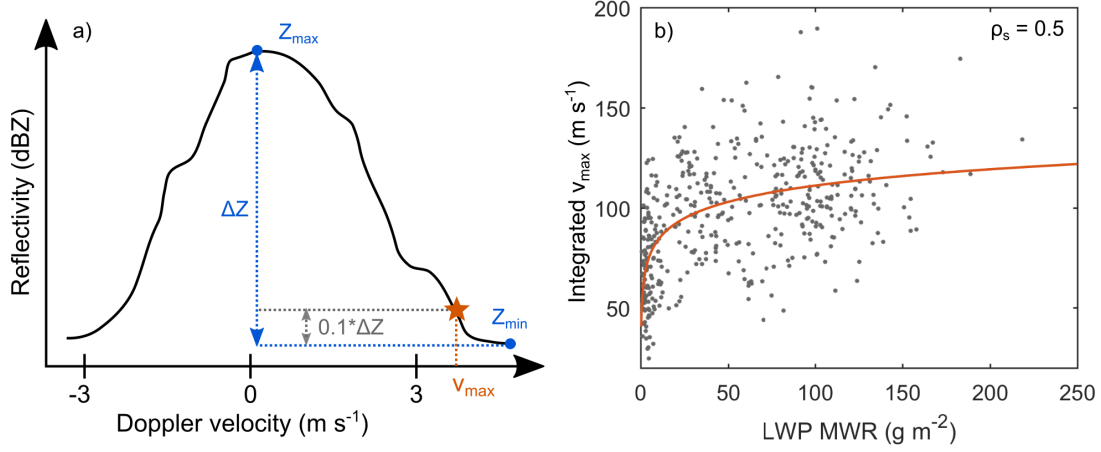 a)
Z_max
Reflectivity (dBZ)
ΔZ
0.1*ΔZ
Z_min
-3 0 3
v_max
Doppler velocity (m s⁻¹)
b)
ρ_s = 0.5
Integrated v_max (m s⁻¹)
200
150
100
50
0 50 100 150 200 250
LWP MWR (g m⁻²)